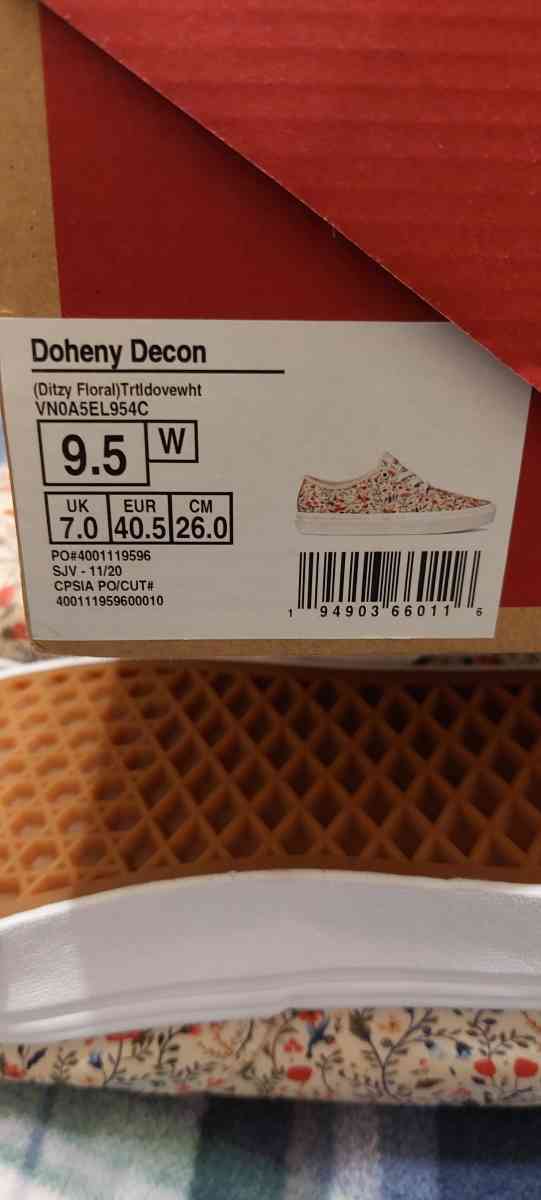 Doheny Decon
(Ditzy Floral)Trtldovewht
VN0A5EL954C
9.5 W
UK EUR CM
7.0 40.5 26.0
PO#4001119596
SJV - 11/20
CPSIA PO/CUT#
400111959600010
1 94903 66011 6